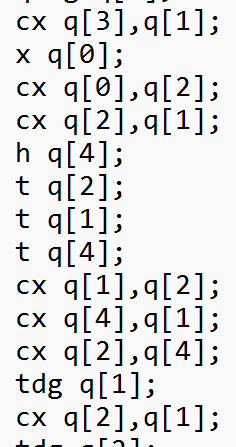 cx q[3],q[1];
x q[0];
cx q[0],q[2];
cx q[2],q[1];
h q[4];
t q[2];
t q[1];
t q[4];
cx q[1],q[2];
cx q[4],q[1];
cx q[2],q[4];
tdg q[1];
cx q[2],q[1];